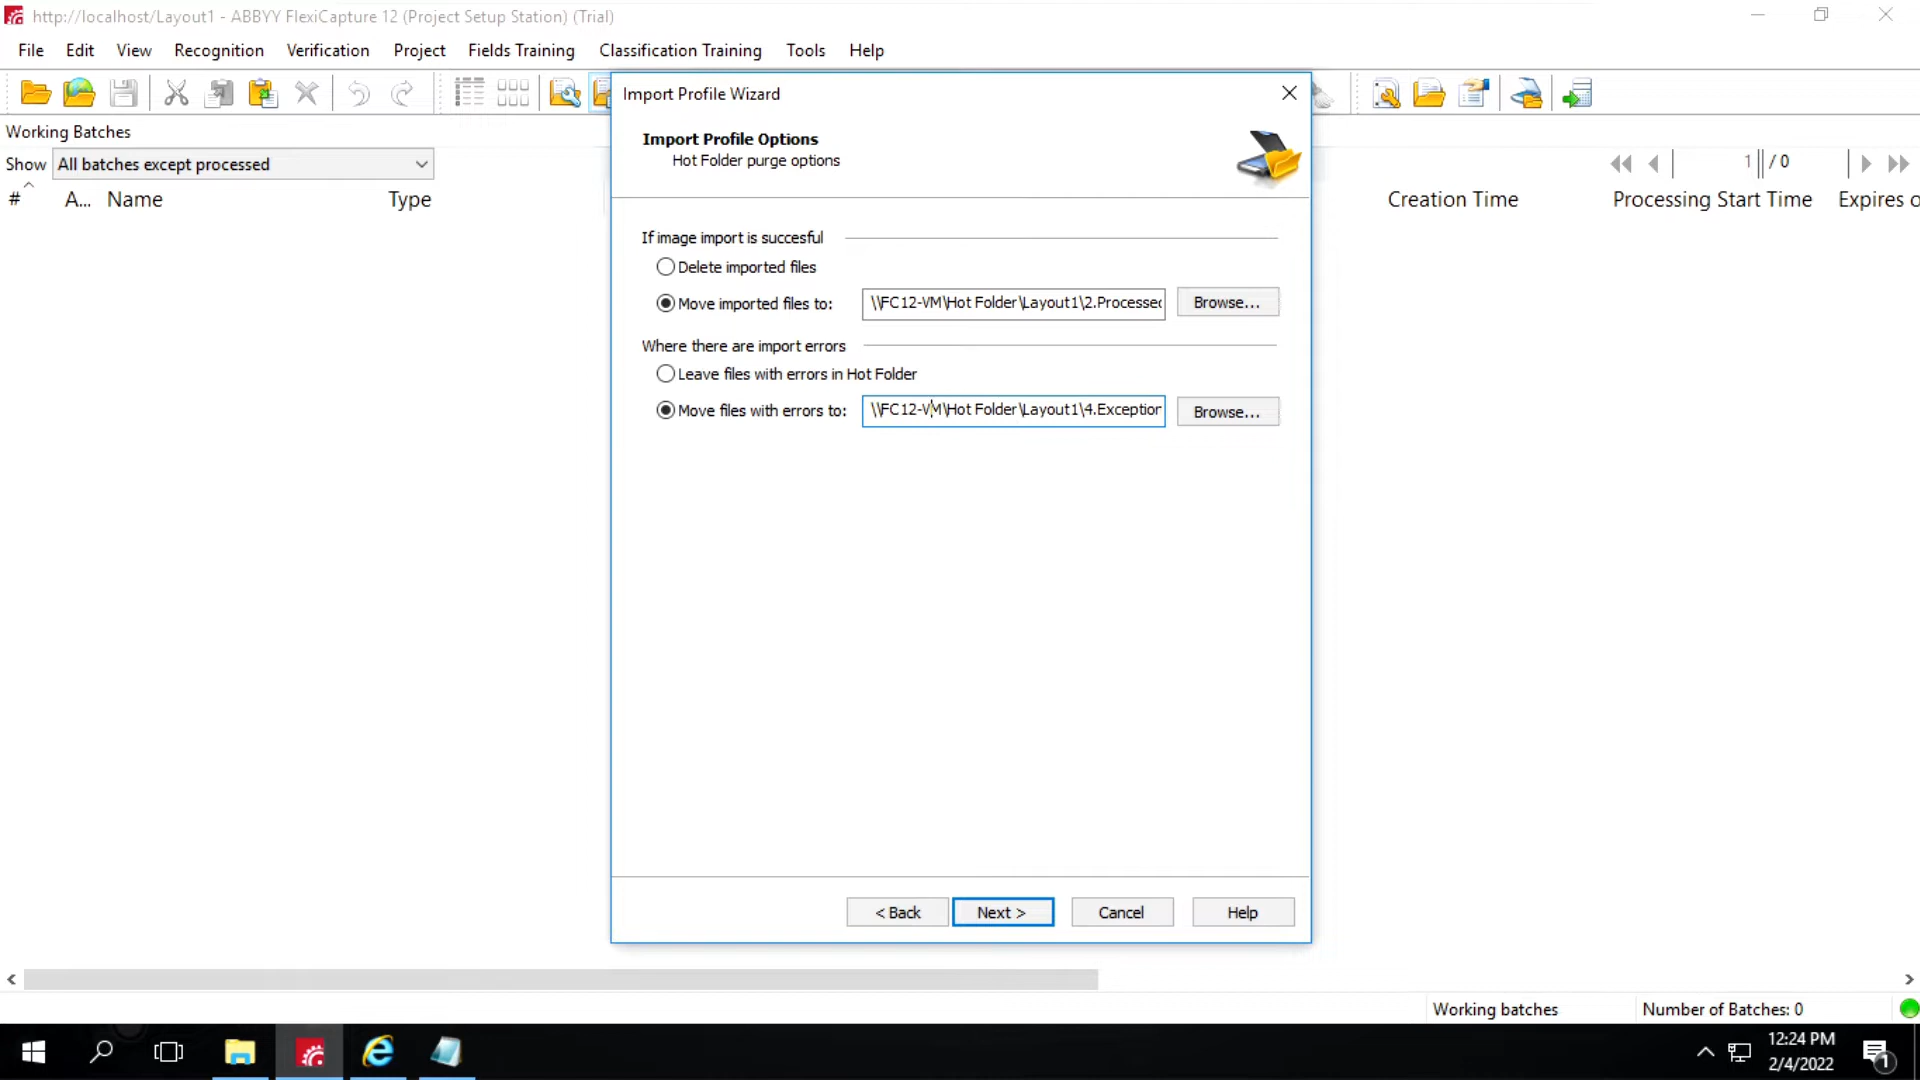 http://localhost/Layout1 - ABBYY FlexiCapture 12 (Project Setup Station) (Trial)
File Edit View Recognition Verification Project Fields Training Classification Training Tools Help
Working Batches
Show All batches except processed
1 / 0
# A... Name Type Creation Time Processing Start Time Expires o
Import Profile Wizard
Import Profile Options
Hot Folder purge options
If image import is succesful
Delete imported files
Move imported files to: \\FC12-VM\Hot Folder\Layout1\2.Processed Browse...
Where there are import errors
Leave files with errors in Hot Folder
Move files with errors to: \\FC12-VM\Hot Folder\Layout1\4.Exception Browse...
< Back Next > Cancel Help
Working batches Number of Batches: 0
12:24 PM
2/4/2022
1